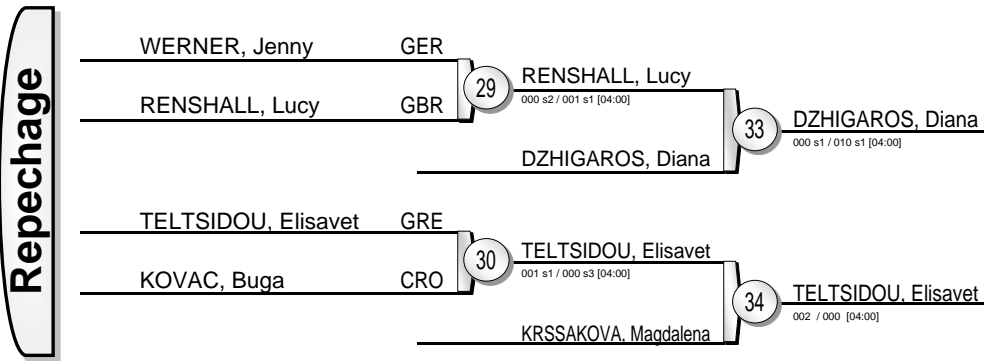 Repechage
WERNER, Jenny GER
29
RENSHALL, Lucy
000 s2 / 001 s1 [04:00]
RENSHALL, Lucy GBR
33
DZHIGAROS, Diana
000 s1 / 010 s1 [04:00]
DZHIGAROS, Diana
TELTSIDOU, Elisavet GRE
30
TELTSIDOU, Elisavet
001 s1 / 000 s3 [04:00]
KOVAC, Buga CRO
34
TELTSIDOU, Elisavet
002 / 000 [04:00]
KRSSAKOVA, Magdalena